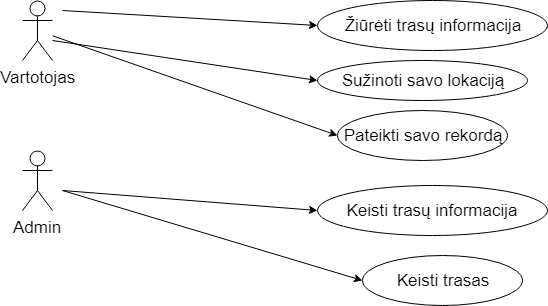 Žiūrėti trasų informacija
Vartotojas
Sužinoti savo lokaciją
Pateikti savo rekordą
Admin
Keisti trasų informacija
Keisti trasas